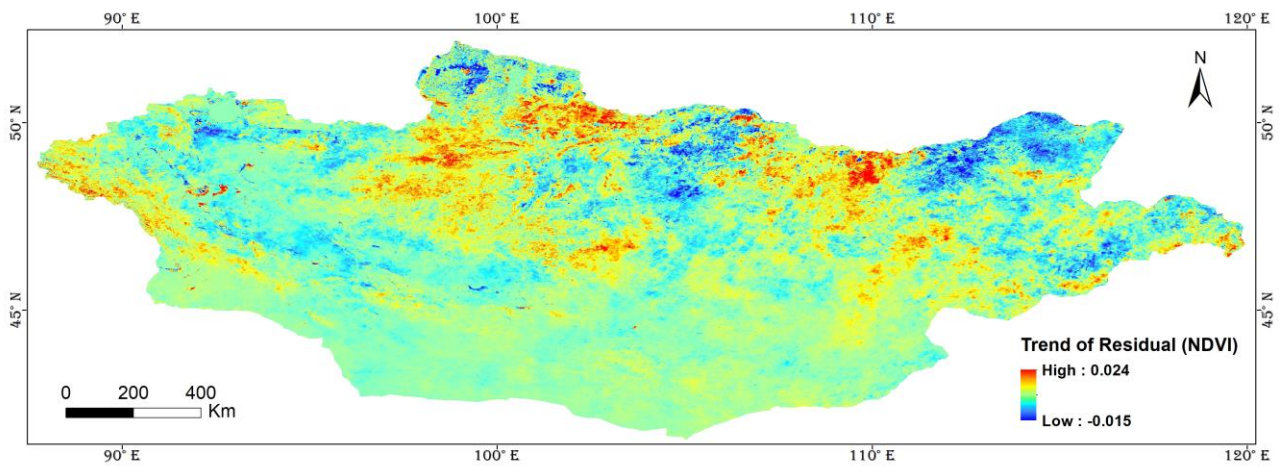 90° E 100° E 110° E 120° E
N
50° N 50° N
45° N 45° N
Trend of Residual (NDVI)
High : 0.024
Low : -0.015
0 200 400
Km
90° E 100° E 110° E 120° E